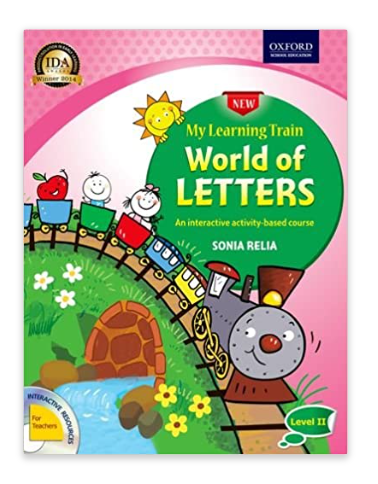 IDA
Winner 2014
OXFORD
SCHOOL EDUCATION
NEW
My Learning Train
World of
LETTERS
An interactive activity-based course
SONIA RELIA
INTERACTIVE RESOURCES
For
Teachers
Level II